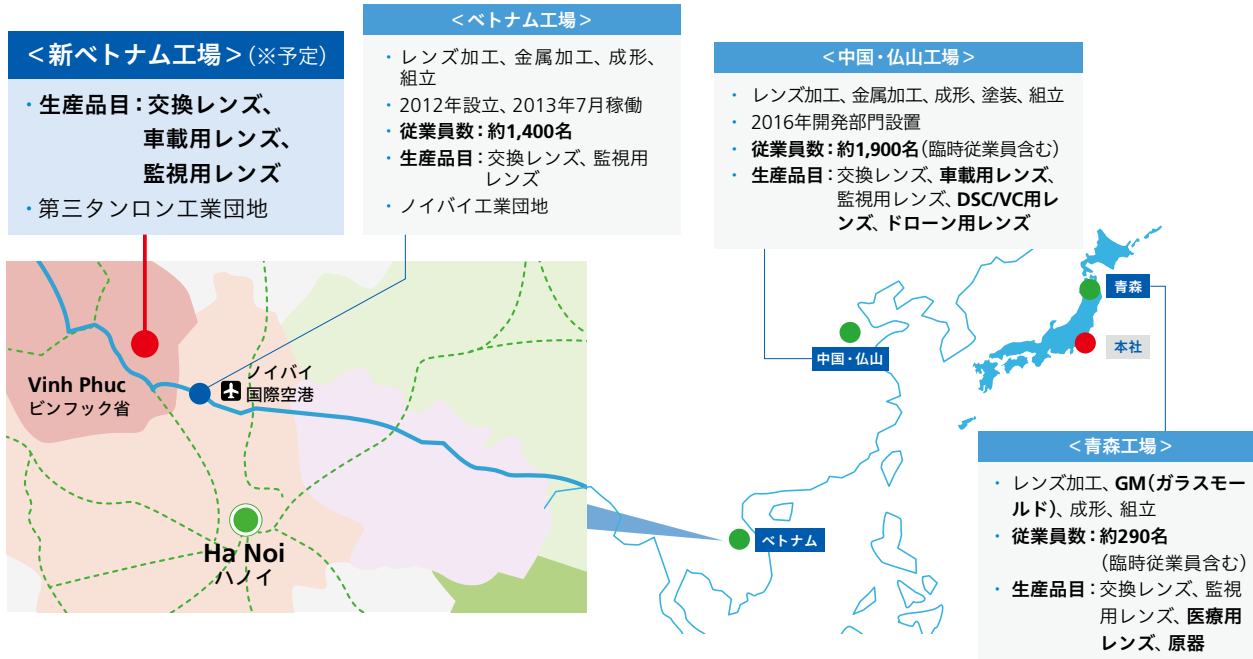 ＜新ベトナム工場＞(※予定)
・生産品目：交換レンズ、
車載用レンズ、
監視用レンズ
・第三タンロン工業団地
＜ベトナム工場＞
・レンズ加工、金属加工、成形、
組立
・2012年設立、2013年7月稼働
・従業員数：約1,400名
・生産品目：交換レンズ、監視用
レンズ
・ノイバイ工業団地
＜中国・仏山工場＞
・レンズ加工、金属加工、成形、塗装、組立
・2016年開発部門設置
・従業員数：約1,900名(臨時従業員含む)
・生産品目：交換レンズ、車載用レンズ、
監視用レンズ、DSC/VC用レ
ンズ、ドローン用レンズ
Vinh Phuc
ビンフック省
ノイバイ
国際空港
Ha Noi
ハノイ
ベトナム
中国・仏山
青森
本社
＜青森工場＞
・レンズ加工、GM(ガラスモー
ルド)、成形、組立
・従業員数：約290名
(臨時従業員含む)
・生産品目：交換レンズ、監視
用レンズ、医療用
レンズ、原器